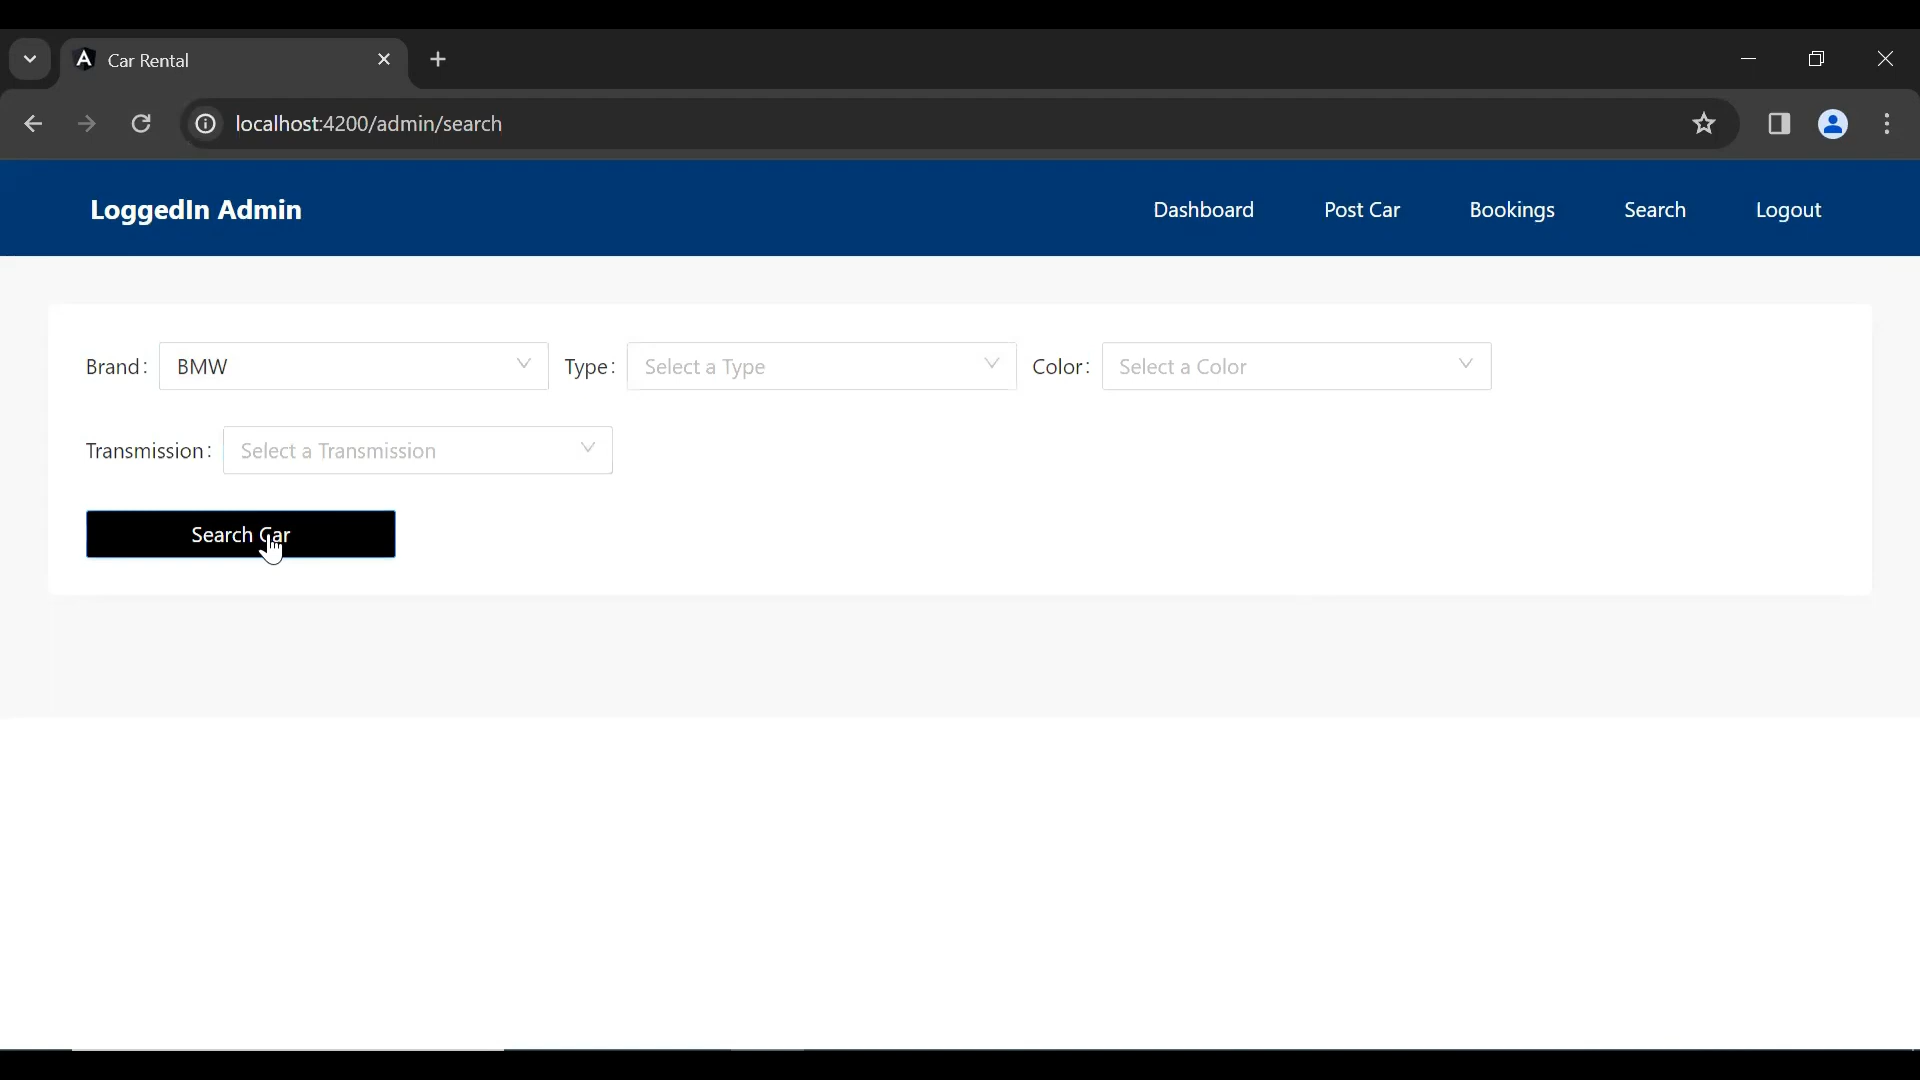 Car Rental
localhost:4200/admin/search
LoggedIn Admin Dashboard Post Car Bookings Search Logout
Brand: BMW Type: Select a Type Color: Select a Color
Transmission: Select a Transmission
Search Car